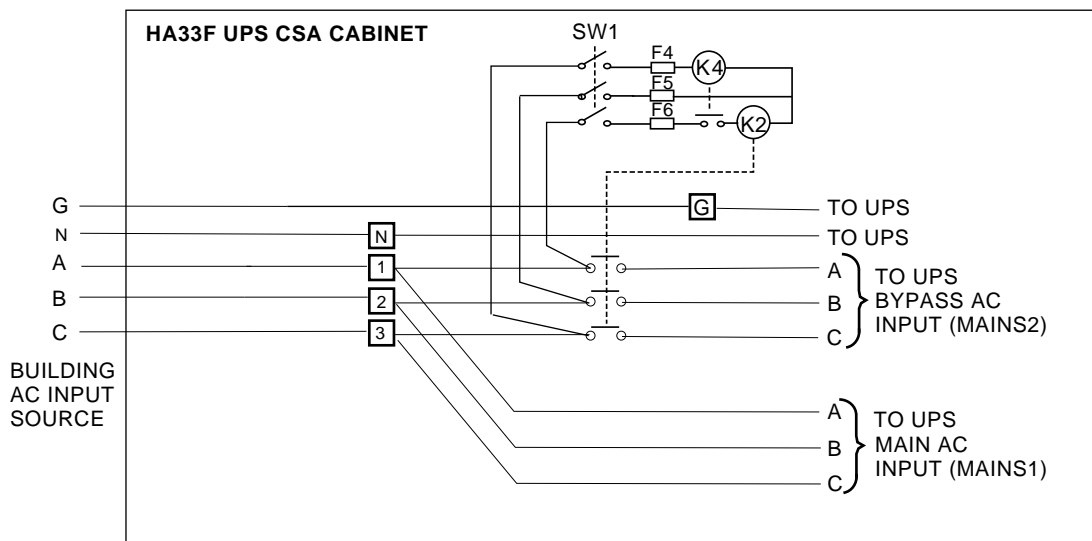 HA33F UPS CSA CABINET
SW1
F4
K4
F5
F6
K2
G
G
TO UPS
N
N
TO UPS
A
1
A
B
2
B
C
3
C
TO UPS
BYPASS AC
INPUT (MAINS2)
BUILDING
AC INPUT
SOURCE
A
B
C
TO UPS
MAIN AC
INPUT (MAINS1)